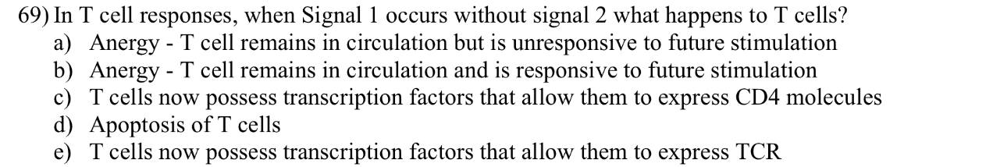 69) In T cell responses, when Signal 1 occurs without signal 2 what happens to T cells?
a) Anergy - T cell remains in circulation but is unresponsive to future stimulation
b) Anergy - T cell remains in circulation and is responsive to future stimulation
c) T cells now possess transcription factors that allow them to express CD4 molecules
d) Apoptosis of T cells
e) T cells now possess transcription factors that allow them to express TCR